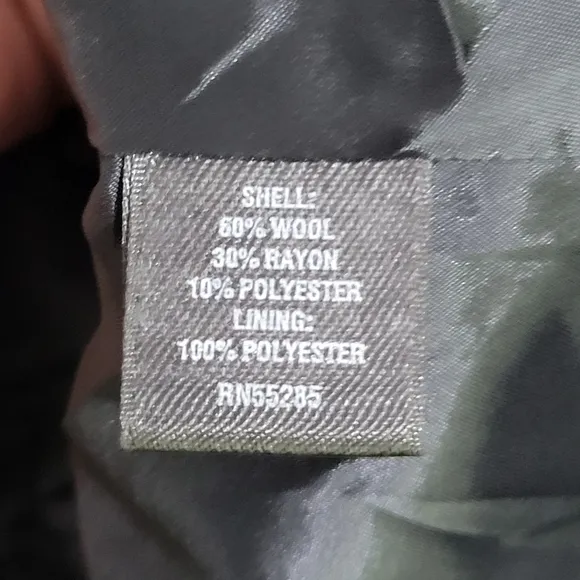 SHELL:
60% WOOL
30% RAYON
10% POLYESTER
LINING:
100% POLYESTER
RN55285